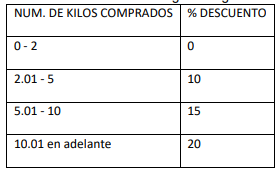 NUM. DE KILOS COMPRADOS % DESCUENTO
0 - 2 0
2.01 - 5 10
5.01 - 10 15
10.01 en adelante 20